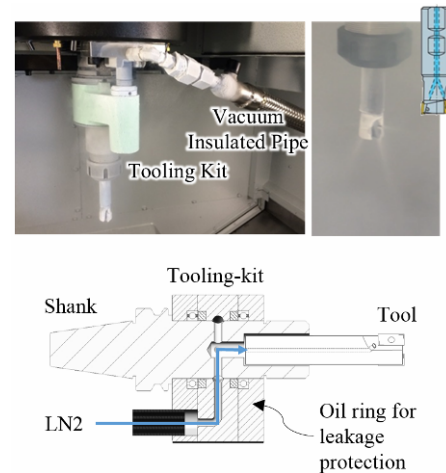 Vacuum
Insulated Pipe
Tooling Kit
Tooling-kit
Shank
Tool
LN2
Oil ring for
leakage
protection